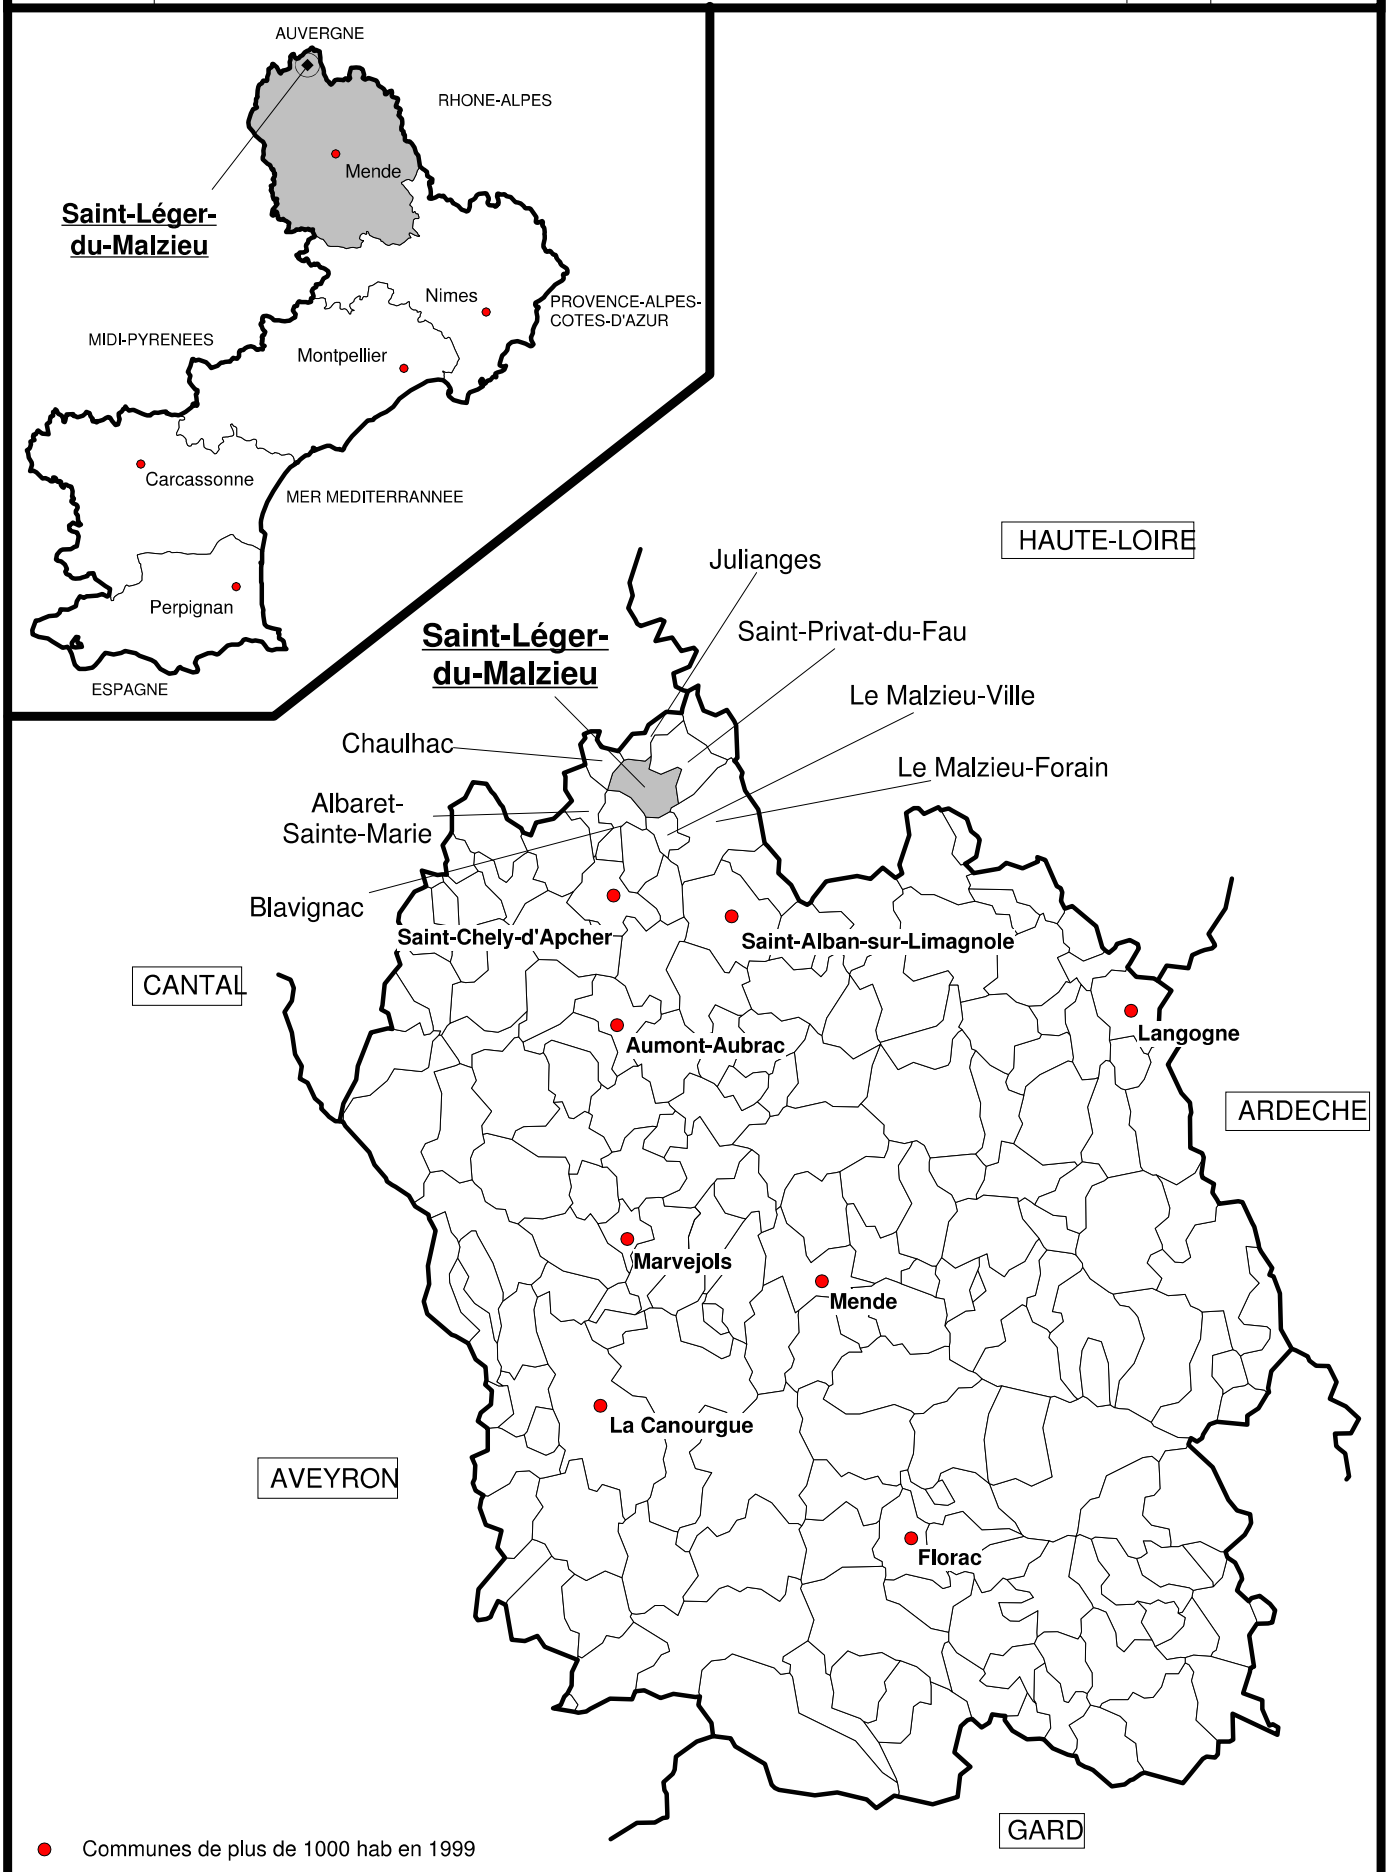 AUVERGNE
RHONE-ALPES
Mende
Saint-Léger-
du-Malzieu
Nimes
PROVENCE-ALPES-
COTES-D'AZUR
MIDI-PYRENEES
Montpellier
Carcassonne
MER MEDITERRANNEE
Perpignan
ESPAGNE
HAUTE-LOIRE
Julianges
Saint-Léger-
du-Malzieu
Saint-Privat-du-Fau
Le Malzieu-Ville
Chaulhac
Le Malzieu-Forain
Albaret-
Sainte-Marie
Blavignac
Saint-Chely-d'Apcher
Saint-Alban-sur-Limagnole
CANTAL
Langogne
Aumont-Aubrac
ARDECHE
Marvejols
Mende
La Canourgue
AVEYRON
Florac
GARD
Communes de plus de 1000 hab en 1999